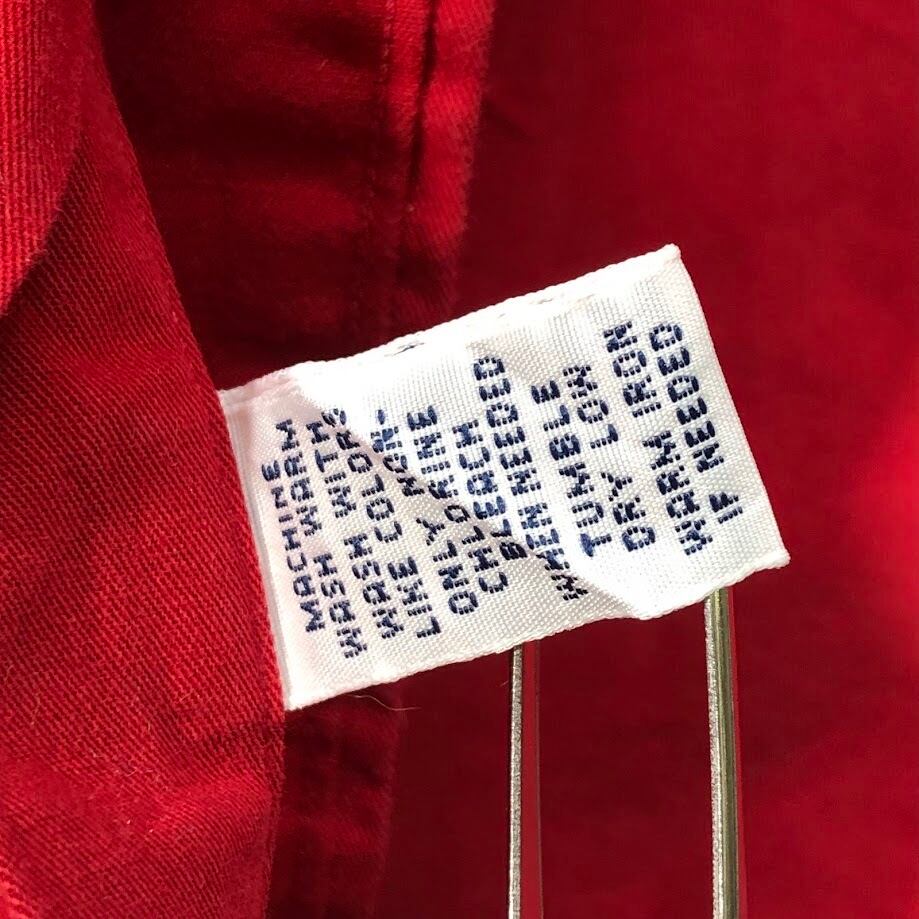 MACHINE
WASH WARM
WASH WITH
LIKE COLORS
ONLY NON-
CHLORINE
BLEACH
WHEN NEEDED
TUMBLE
DRY LOW
WARM IRON
IF NEEDED